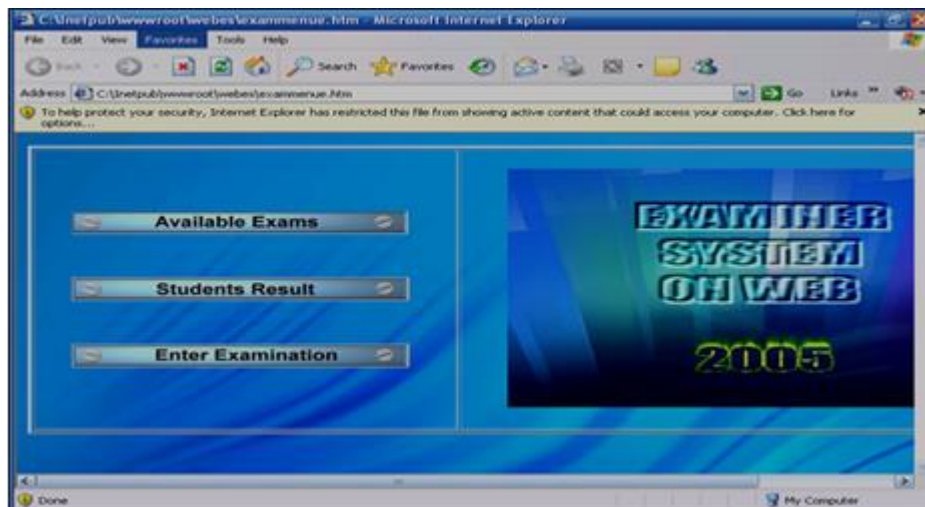 C:\Inetpub\wwwroot\webes\exammenue.htm - Microsoft Internet Explorer
File Edit View Favorites Tools Help
Back Search Favorites
Address C:\Inetpub\wwwroot\webes\exammenue.htm Go Links »
To help protect your security, Internet Explorer has restricted this file from showing active content that could access your computer. Click here for
options...
Available Exams
Students Result
Enter Examination
EXAMINER
SYSTEM
ON WEB
2005
Done My Computer